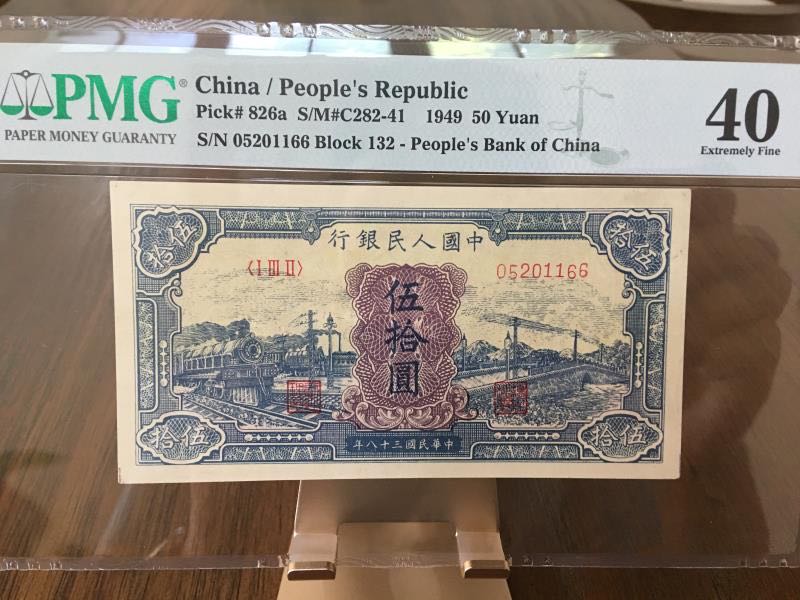 PMG®
PAPER MONEY GUARANTY
China / People's Republic
Pick# 826a S/M#C282-41 1949 50 Yuan
S/N 05201166 Block 132 - People's Bank of China
40
Extremely Fine
行銀民人國中
伍拾
拾伍
〈I III II〉
05201166
伍拾圓
伍拾
拾伍
年八十三國民華中